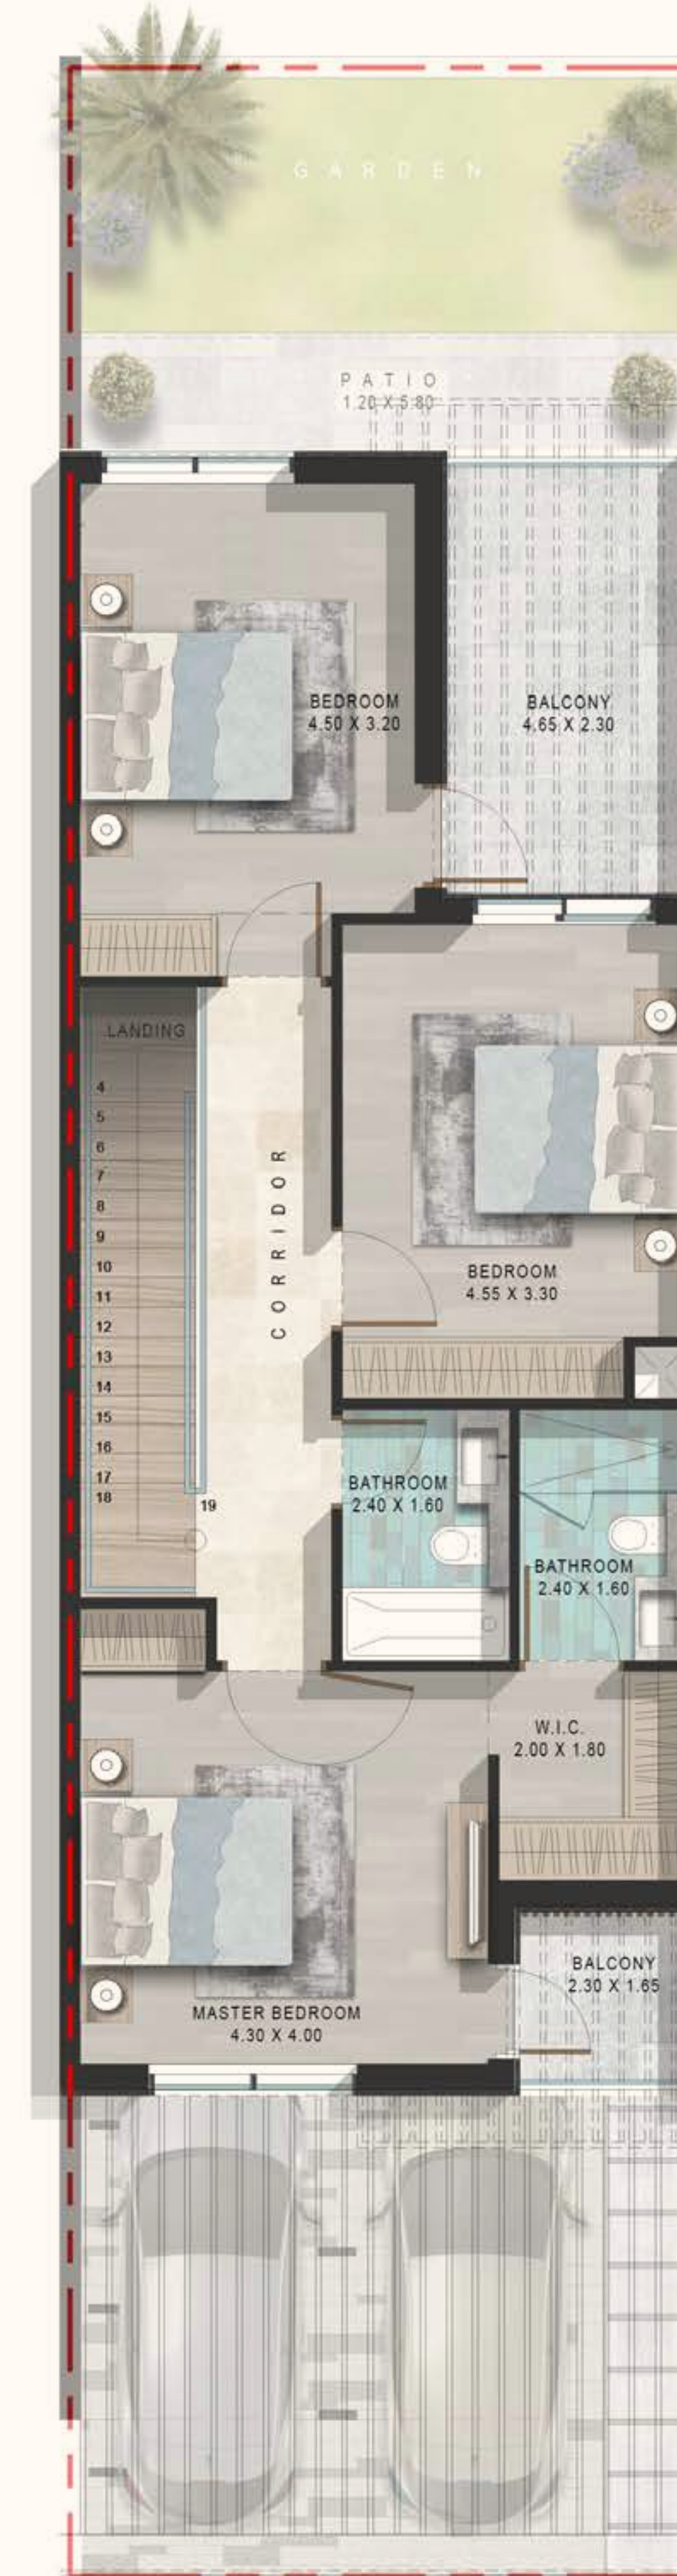 GARDEN
PATIO
1.20 X 5.80
BEDROOM
4.50 X 3.20
BALCONY
4.65 X 2.30
LANDING
4
5
6
7
8
9
10
11
12
13
14
15
16
17
18
19
CORRIDOR
BEDROOM
4.55 X 3.30
BATHROOM
2.40 X 1.60
BATHROOM
2.40 X 1.60
W.I.C.
2.00 X 1.80
BALCONY
2.30 X 1.65
MASTER BEDROOM
4.30 X 4.00